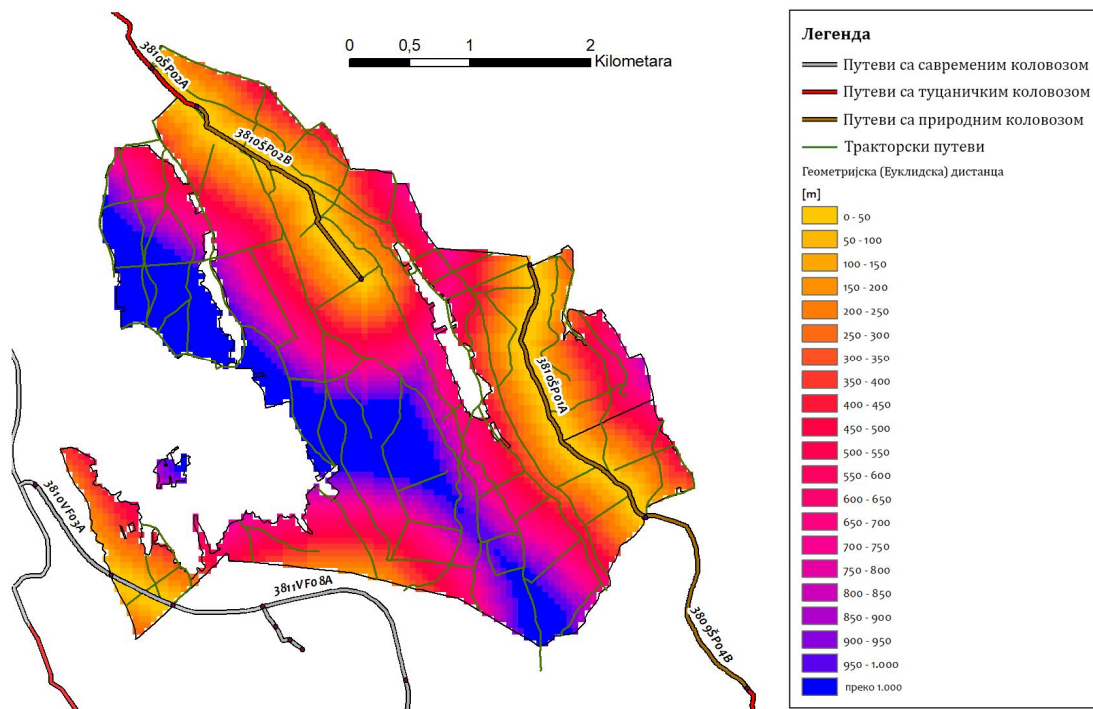 0 0,5 1 2
Kilometara
3810ŠP02A
3810ŠP02B
3810ŠP01A
3810VF03A
3811VF08A
3809ŠP04B
Легенда
Путеви са савременим коловозом
Путеви са туцаничким коловозом
Путеви са природним коловозом
Тракторски путеви
Геометријска (Еуклидска) дистанца
[m]
0 - 50
50 - 100
100 - 150
150 - 200
200 - 250
250 - 300
300 - 350
350 - 400
400 - 450
450 - 500
500 - 550
550 - 600
600 - 650
650 - 700
700 - 750
750 - 800
800 - 850
850 - 900
900 - 950
950 - 1.000
преко 1.000